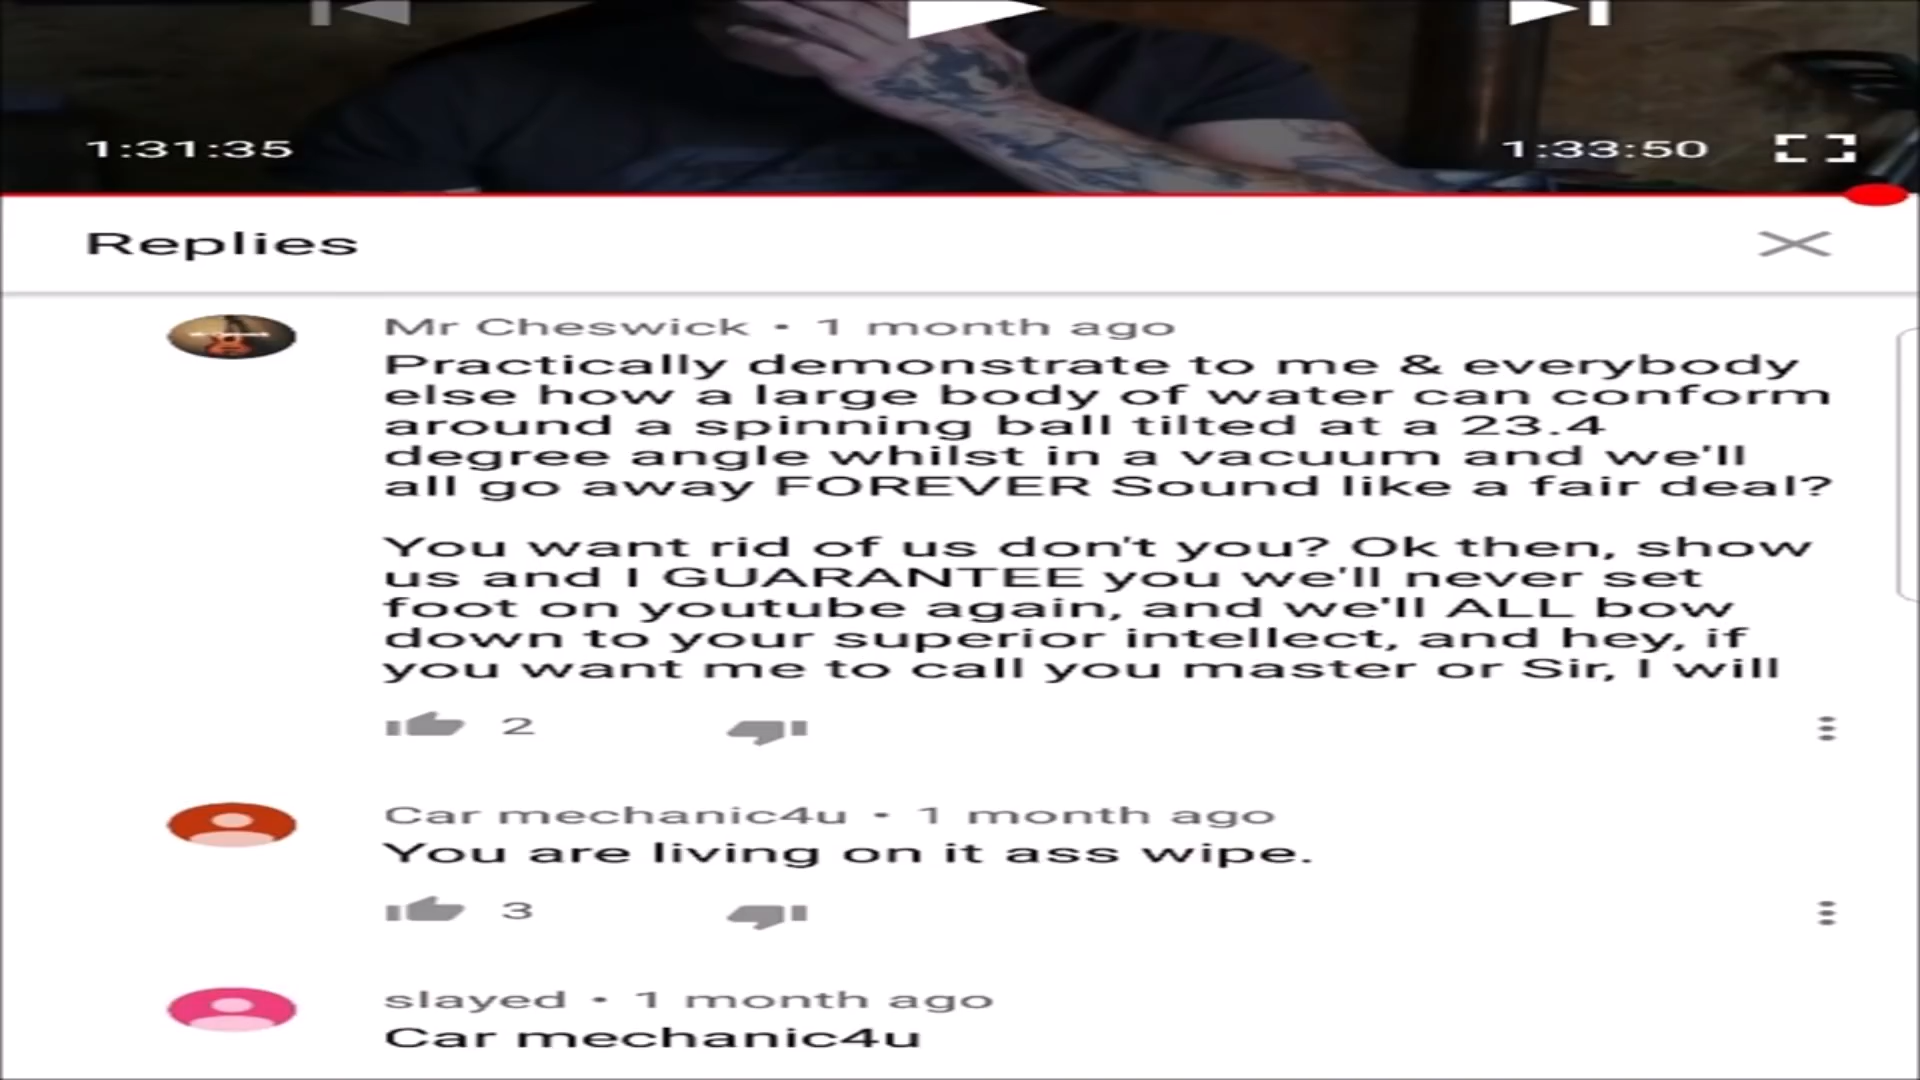 1:31:35
1:33:50
Replies
Mr Cheswick • 1 month ago
Practically demonstrate to me & everybody
else how a large body of water can conform
around a spinning ball tilted at a 23.4
degree angle whilst in a vacuum and we'll
all go away FOREVER Sound like a fair deal?
You want rid of us don't you? Ok then, show
us and I GUARANTEE you we'll never set
foot on youtube again, and we'll ALL bow
down to your superior intellect, and hey, if
you want me to call you master or Sir, I will
2
Car mechanic4u • 1 month ago
You are living on it ass wipe.
3
slayed • 1 month ago
Car mechanic4u